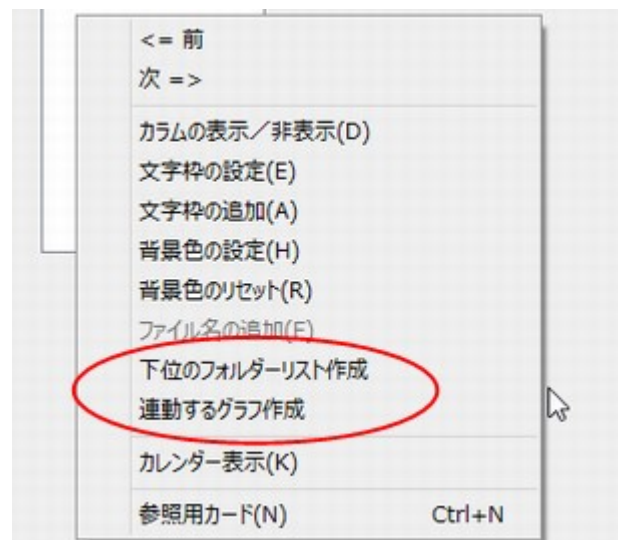 <= 前
次 =>
カラムの表示／非表示(D)
文字枠の設定(E)
文字枠の追加(A)
背景色の設定(H)
背景色のリセット(R)
ファイル名の追加(F)
下位のフォルダーリスト作成
連動するグラフ作成
カレンダー表示(K)
参照用カード(N) Ctrl+N